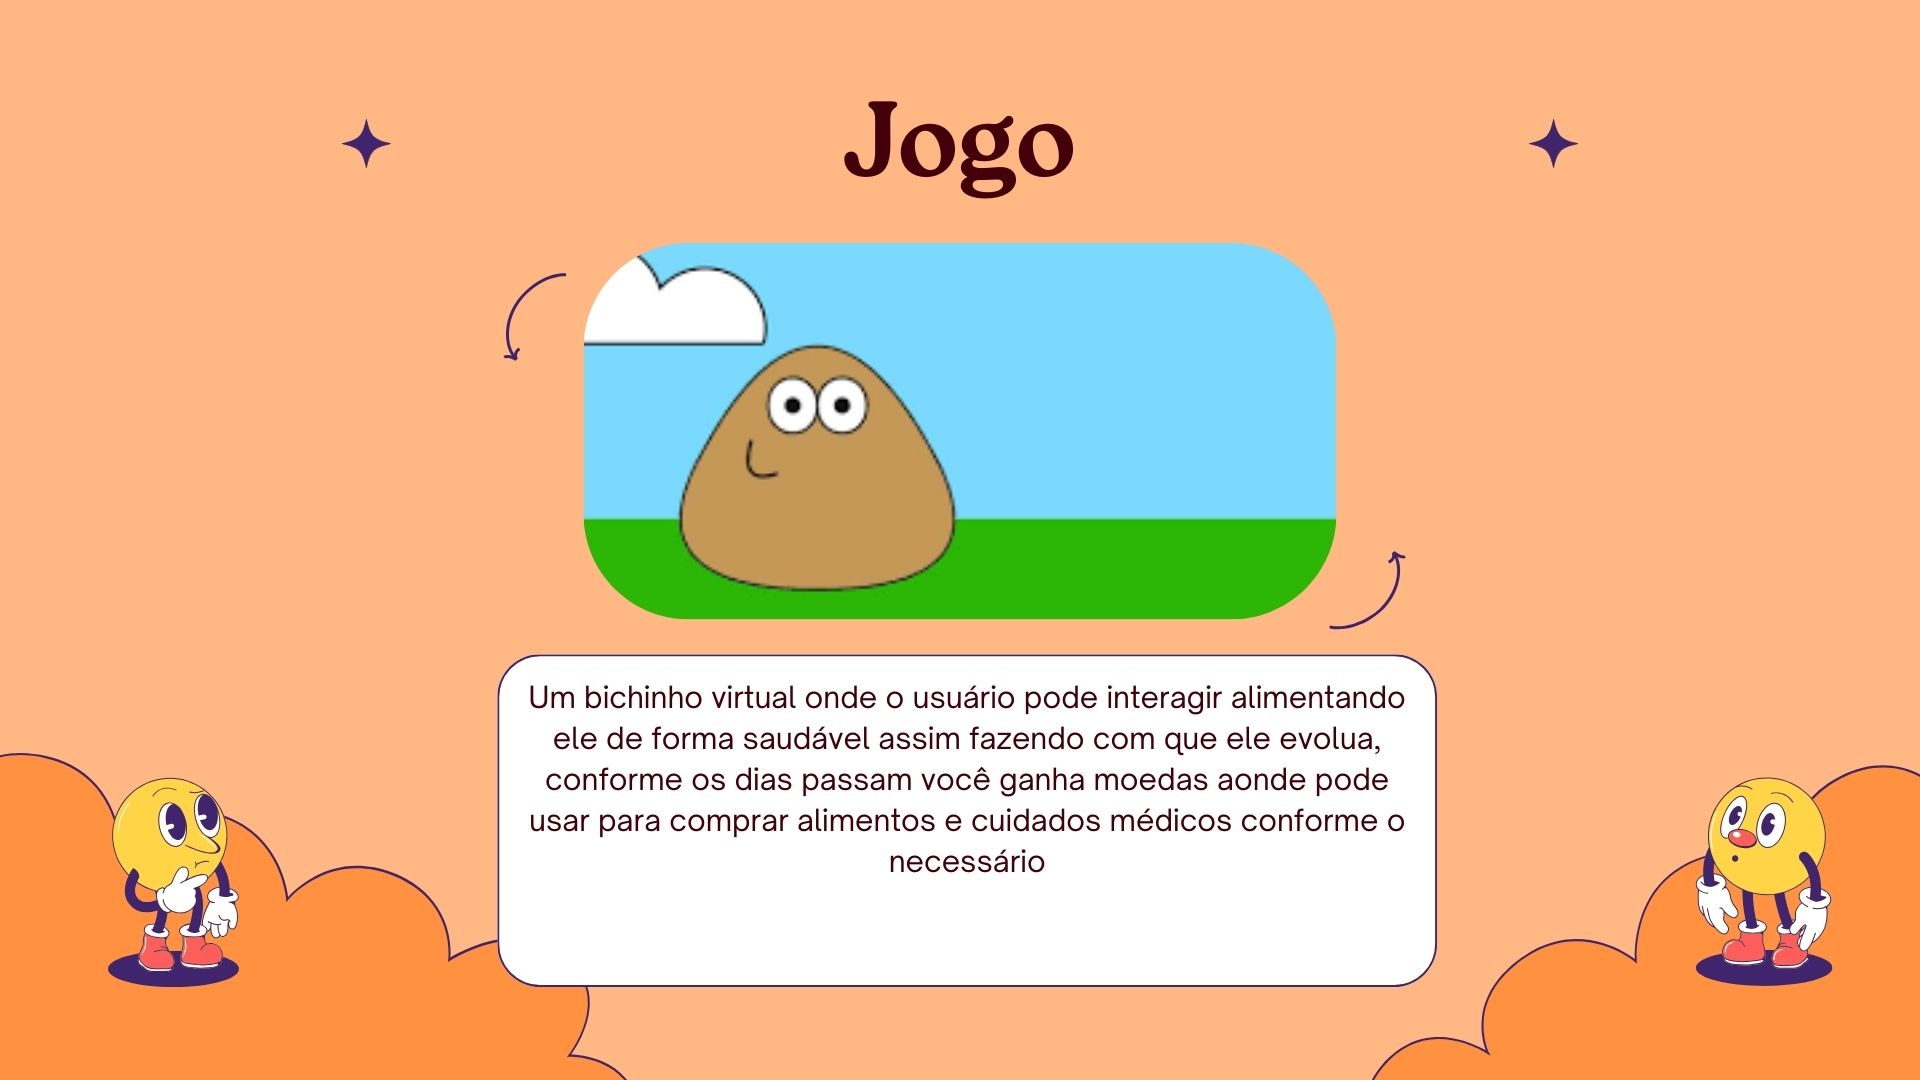 Jogo
Um bichinho virtual onde o usuário pode interagir alimentando
ele de forma saudável assim fazendo com que ele evolua,
conforme os dias passam você ganha moedas aonde pode
usar para comprar alimentos e cuidados médicos conforme o
necessário